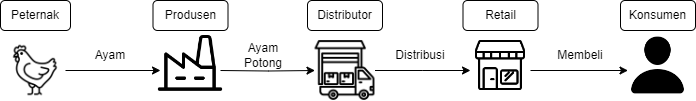 Peternak
Produsen
Distributor
Retail
Konsumen
Ayam
Ayam
Potong
Distribusi
Membeli